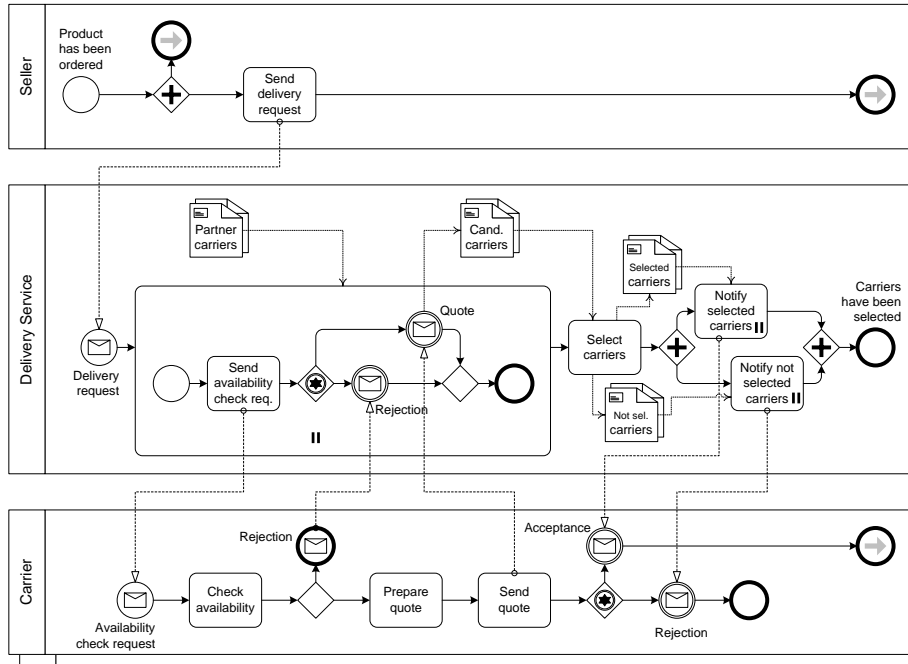 Seller
Product
has been
ordered
Send
delivery
request
Delivery Service
Partner
carriers
Cand.
carriers
Selected
carriers
Carriers
have been
selected
Delivery
request
Send
availability
check req.
Quote
Rejection
Select
carriers
Notify
selected
carriers
Notify not
selected
carriers
Not sel.
carriers
Carrier
Availability
check request
Check
availability
Rejection
Prepare
quote
Send
quote
Acceptance
Rejection